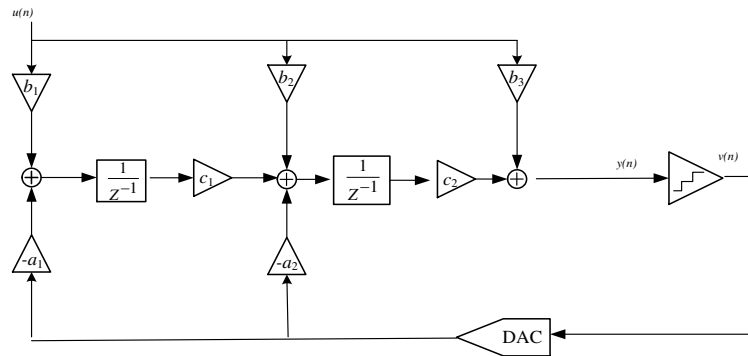 u(n)
b1
b2
b3
1
Z−1
c1
1
Z−1
c2
y(n)
v(n)
-a1
-a2
DAC